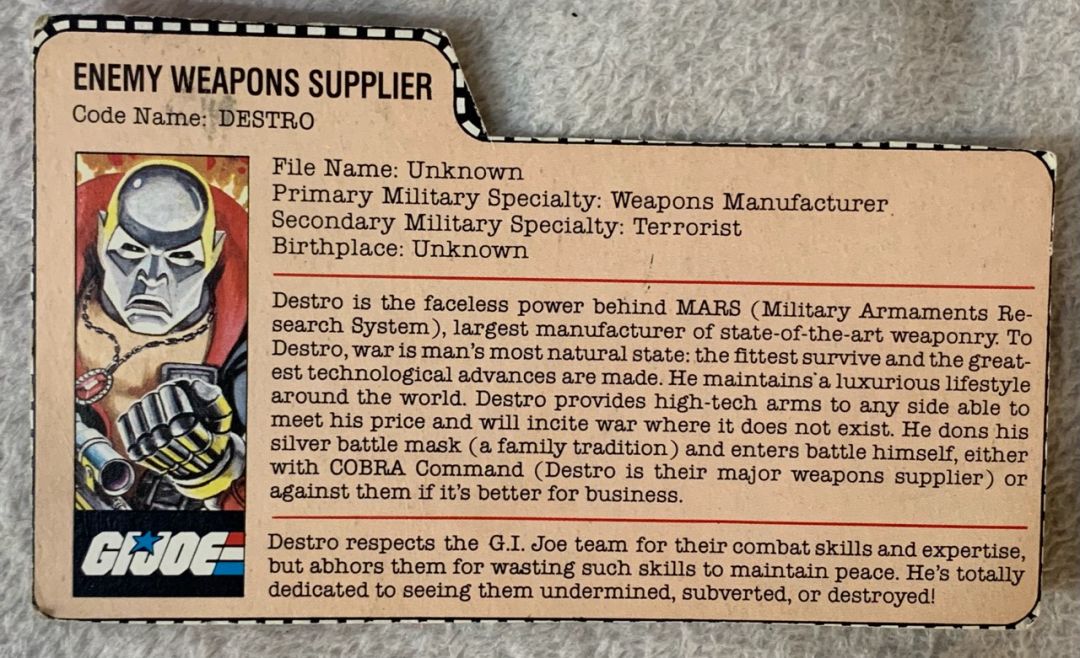 ENEMY WEAPONS SUPPLIER
Code Name: DESTRO
File Name: Unknown
Primary Military Specialty: Weapons Manufacturer
Secondary Military Specialty: Terrorist
Birthplace: Unknown
Destro is the faceless power behind MARS (Military Armaments Re-
search System), largest manufacturer of state-of-the-art weaponry. To
Destro, war is man's most natural state: the fittest survive and the great-
est technological advances are made. He maintains a luxurious lifestyle
around the world. Destro provides high-tech arms to any side able to
meet his price and will incite war where it does not exist. He dons his
silver battle mask (a family tradition) and enters battle himself, either
with COBRA Command (Destro is their major weapons supplier) or
against them if it's better for business.
GI JOE
Destro respects the G.I. Joe team for their combat skills and expertise,
but abhors them for wasting such skills to maintain peace. He's totally
dedicated to seeing them undermined, subverted, or destroyed!